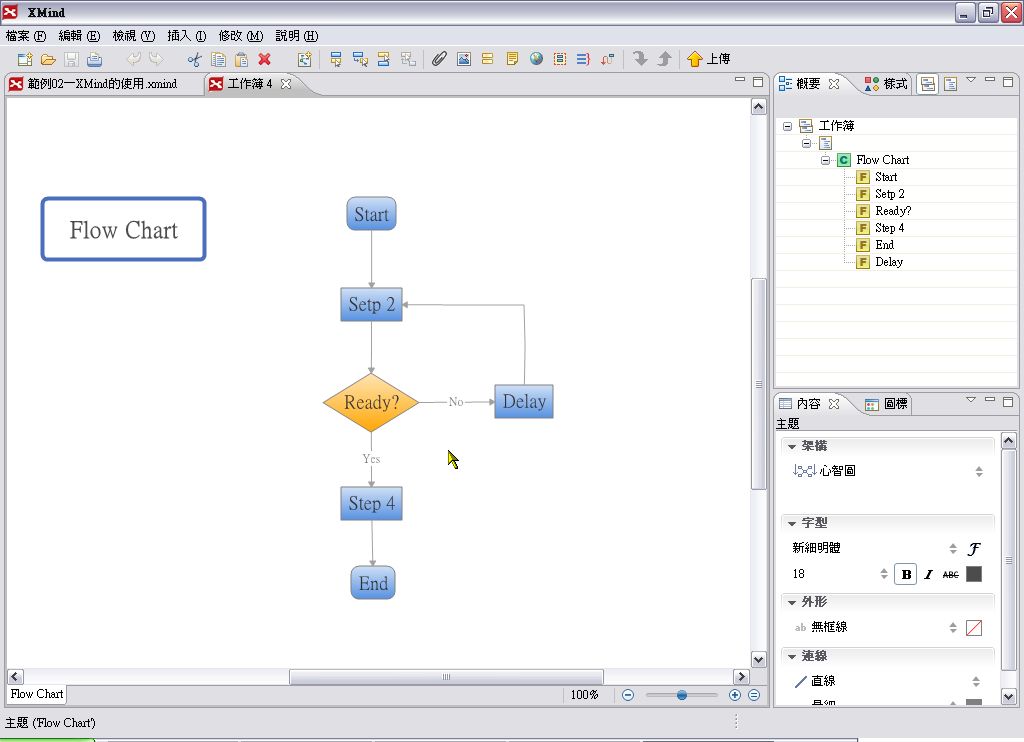 XMind
檔案 (F) 編輯 (E) 檢視 (V) 插入 (I) 修改 (M) 說明 (H)
上傳
範例02─XMind的使用.xmind
工作簿 4
概要
樣式
工作簿
Flow Chart
Start
Setp 2
Ready?
Step 4
End
Delay
Flow Chart
Start
Setp 2
Ready?
No
Delay
Yes
Step 4
End
內容
圖標
主題
架構
心智圖
字型
新細明體
18
B I ABC
外形
ab 無框線
連線
直線
Flow Chart
100%
主題 ('Flow Chart')